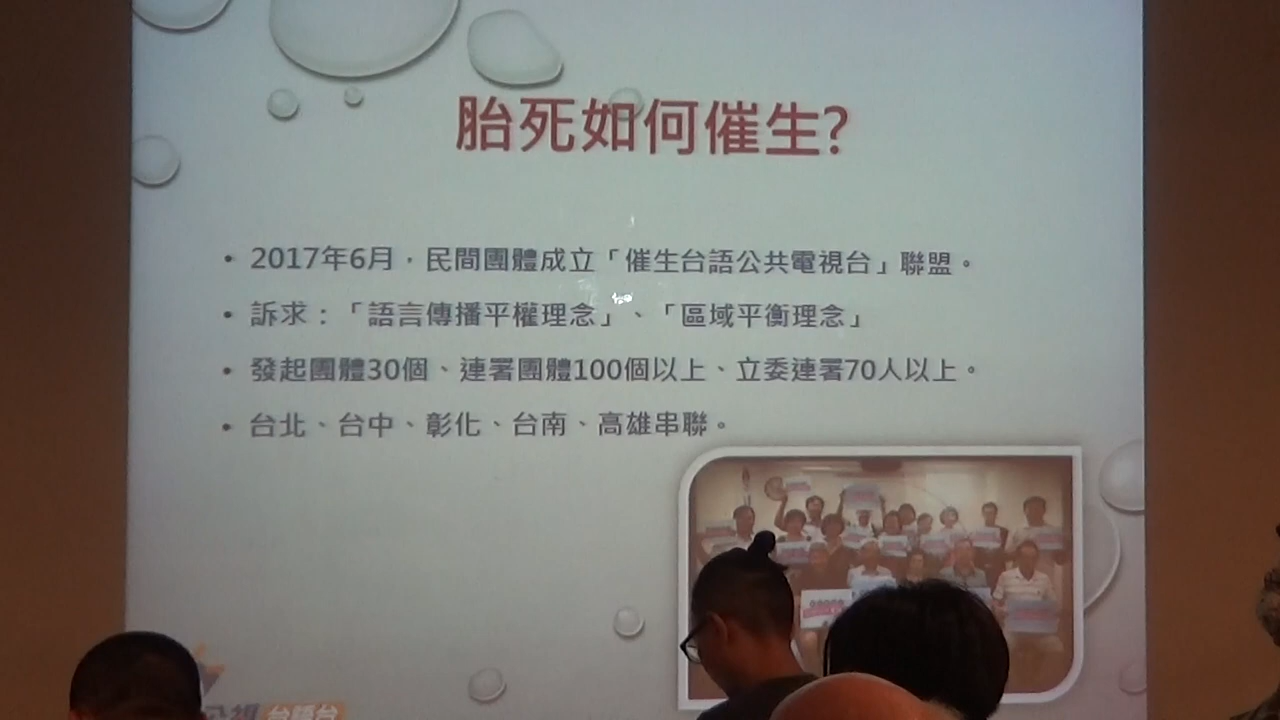 胎死如何催生?
• 2017年6月，民間團體成立「催生台語公共電視台」聯盟。
• 訴求：「語言傳播平權理念」、「區域平衡理念」
• 發起團體30個、連署團體100個以上、立委連署70人以上。
• 台北、台中、彰化、台南、高雄串聯。
公視 台語台